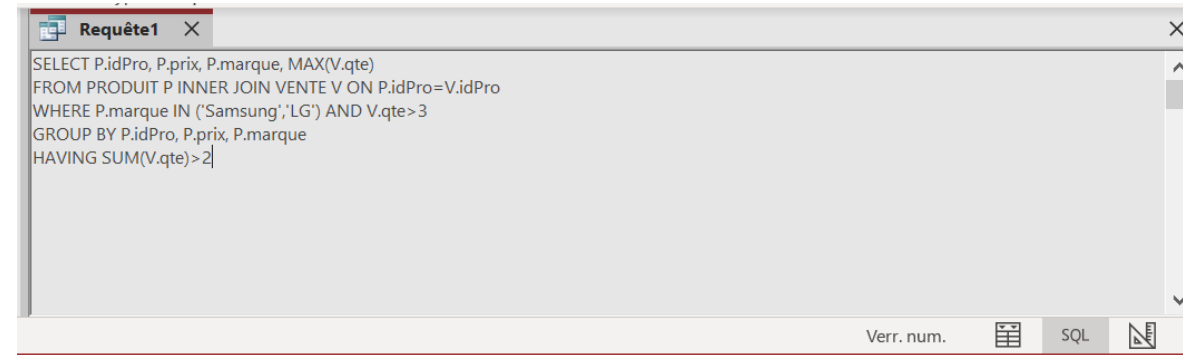 Requête1
SELECT P.idPro, P.prix, P.marque, MAX(V.qte)
FROM PRODUIT P INNER JOIN VENTE V ON P.idPro=V.idPro
WHERE P.marque IN ('Samsung','LG') AND V.qte>3
GROUP BY P.idPro, P.prix, P.marque
HAVING SUM(V.qte)>2
Verr. num. SQL